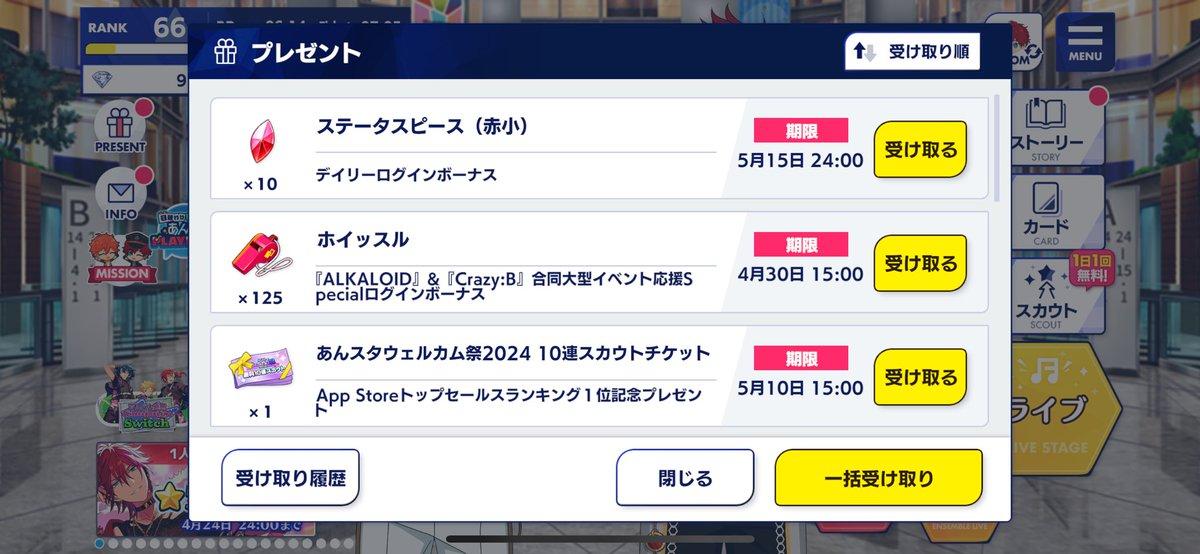 RANK 66
プレゼント
受け取り順
MENU
ステータスピース（赤小）
×10
デイリーログインボーナス
期限
5月15日 24:00
受け取る
ホイッスル
×125
『ALKALOID』＆『Crazy:B』合同大型イベント応援S
pecialログインボーナス
期限
4月30日 15:00
受け取る
あんスタウェルカム祭2024 10連スカウトチケット
×1
App Storeトップセールスランキング１位記念プレゼン
ト
期限
5月10日 15:00
受け取る
受け取り履歴
閉じる
一括受け取り
PRESENT
INFO
MISSION
Switch
4月24日 24:00まで
ストーリー
STORY
カード
CARD
1日1回
無料!
スカウト
SCOUT
ライブ
LIVE STAGE
ENSEMBLE LIVE